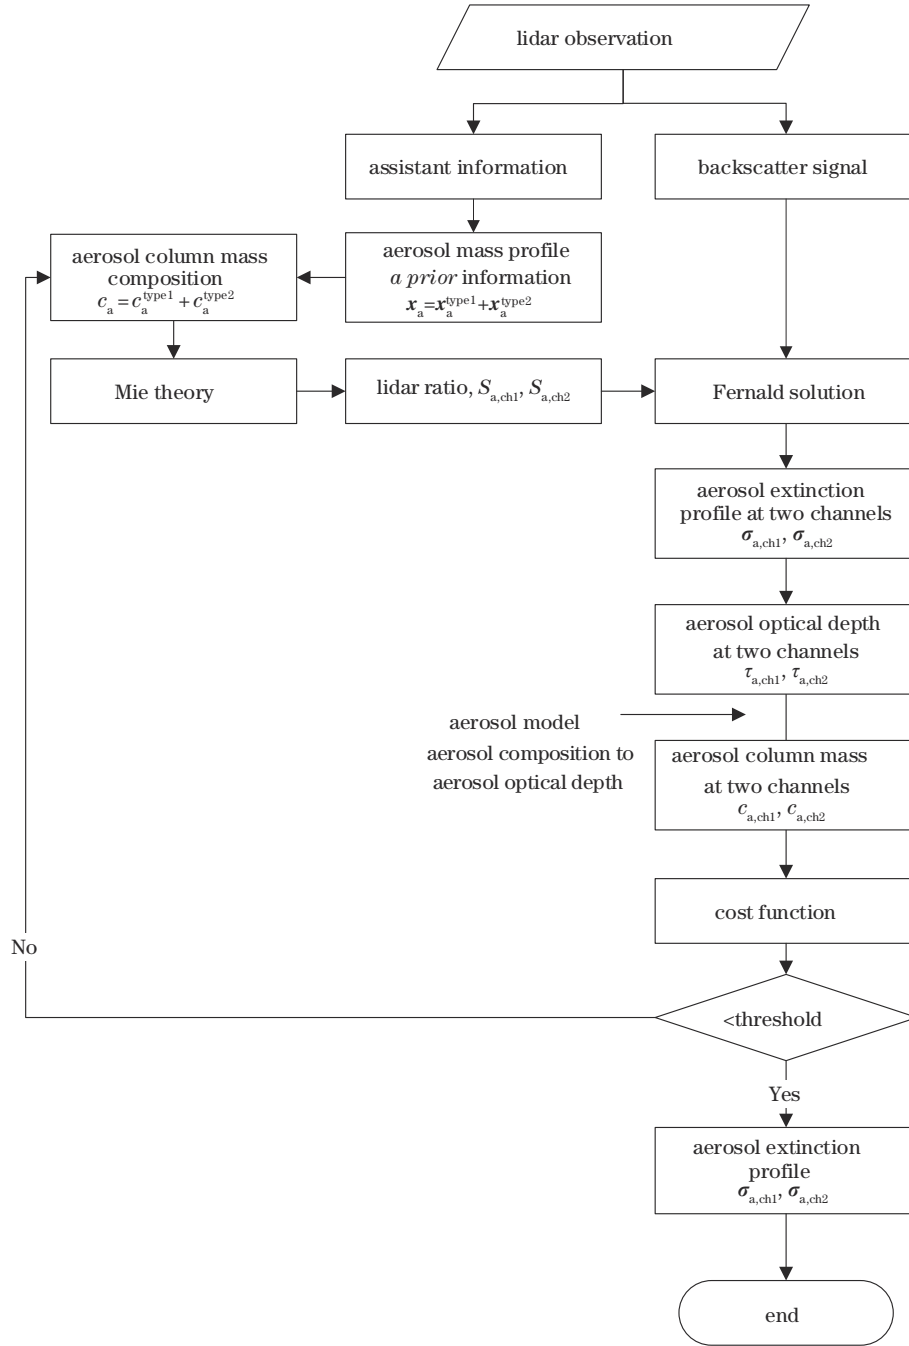 lidar observation
assistant information
backscatter signal
aerosol column mass
composition
c_a=c_a^type1+c_a^type2
aerosol mass profile
a prior information
x_a=x_a^type1+x_a^type2
Mie theory
lidar ratio, S_a,ch1, S_a,ch2
Fernald solution
aerosol extinction
profile at two channels
σ_a,ch1, σ_a,ch2
aerosol optical depth
at two channels
τ_a,ch1, τ_a,ch2
aerosol model
aerosol composition to
aerosol optical depth
aerosol column mass
at two channels
c_a,ch1, c_a,ch2
cost function
No
<threshold
Yes
aerosol extinction
profile
σ_a,ch1, σ_a,ch2
end